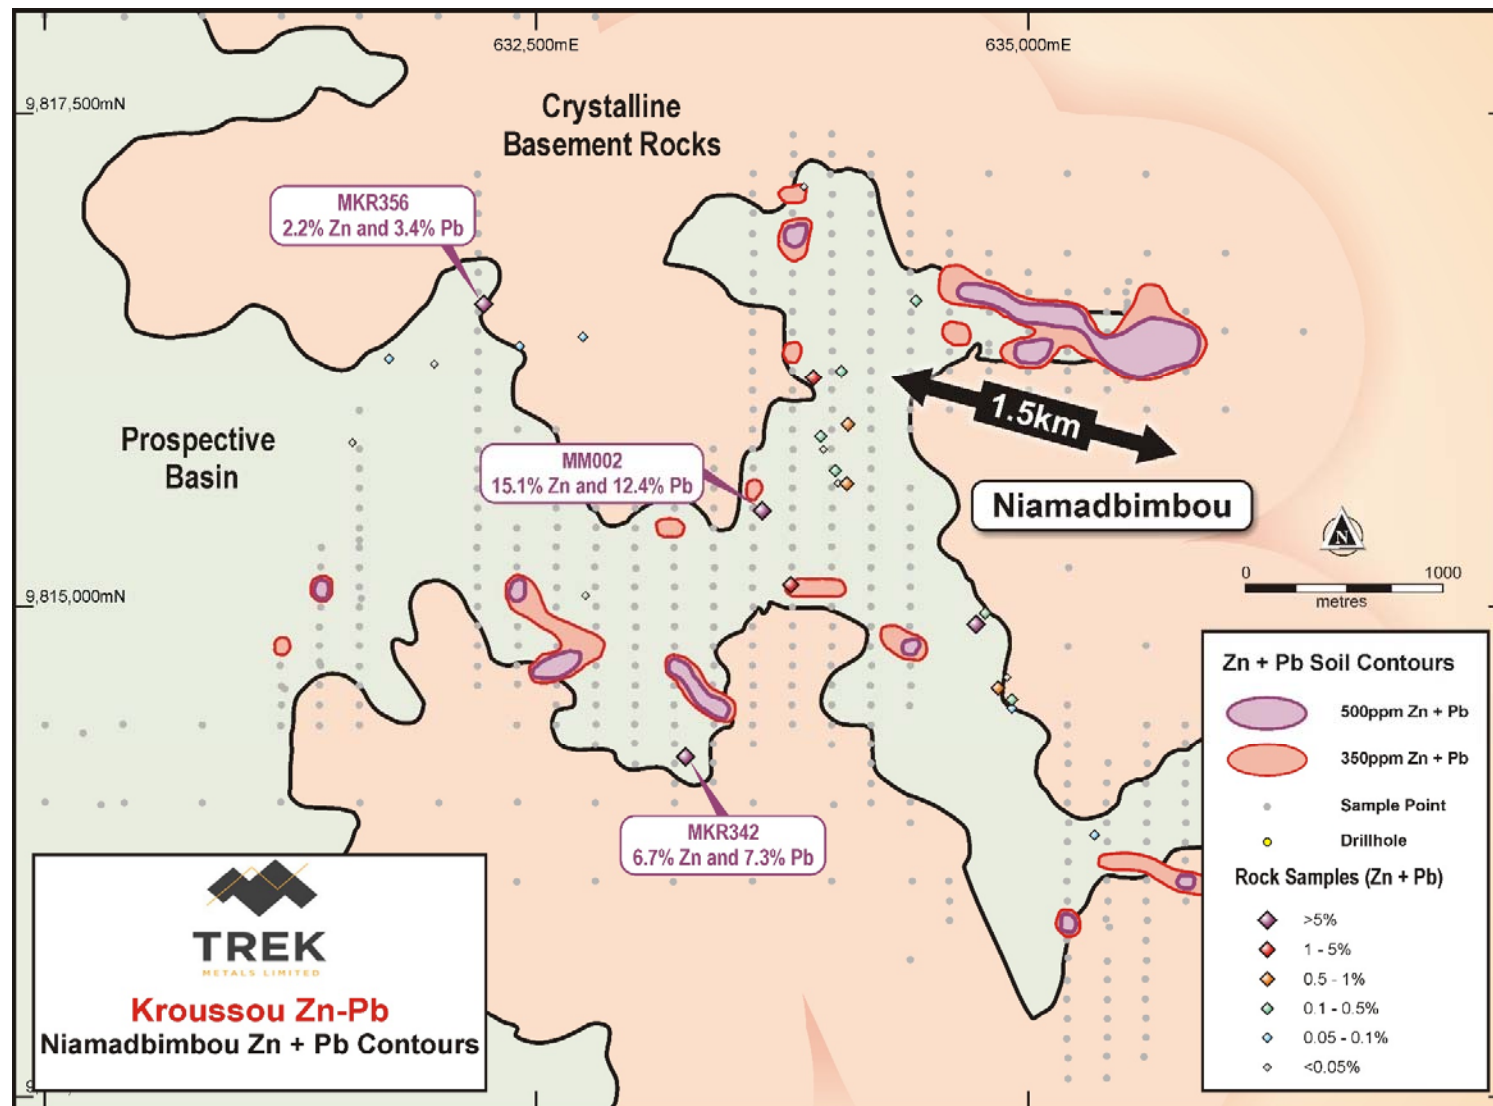 632,500mE
635,000mE
9,817,500mN
Crystalline
Basement Rocks
MKR356
2.2% Zn and 3.4% Pb
1.5km
Prospective
Basin
MM002
15.1% Zn and 12.4% Pb
Niamadbimbou
N
0 1000
metres
9,815,000mN
MKR342
6.7% Zn and 7.3% Pb
Zn + Pb Soil Contours
500ppm Zn + Pb
350ppm Zn + Pb
Sample Point
Drillhole
Rock Samples (Zn + Pb)
>5%
1 - 5%
0.5 - 1%
0.1 - 0.5%
0.05 - 0.1%
<0.05%
TREK
METALS LIMITED
Kroussou Zn-Pb
Niamadbimbou Zn + Pb Contours